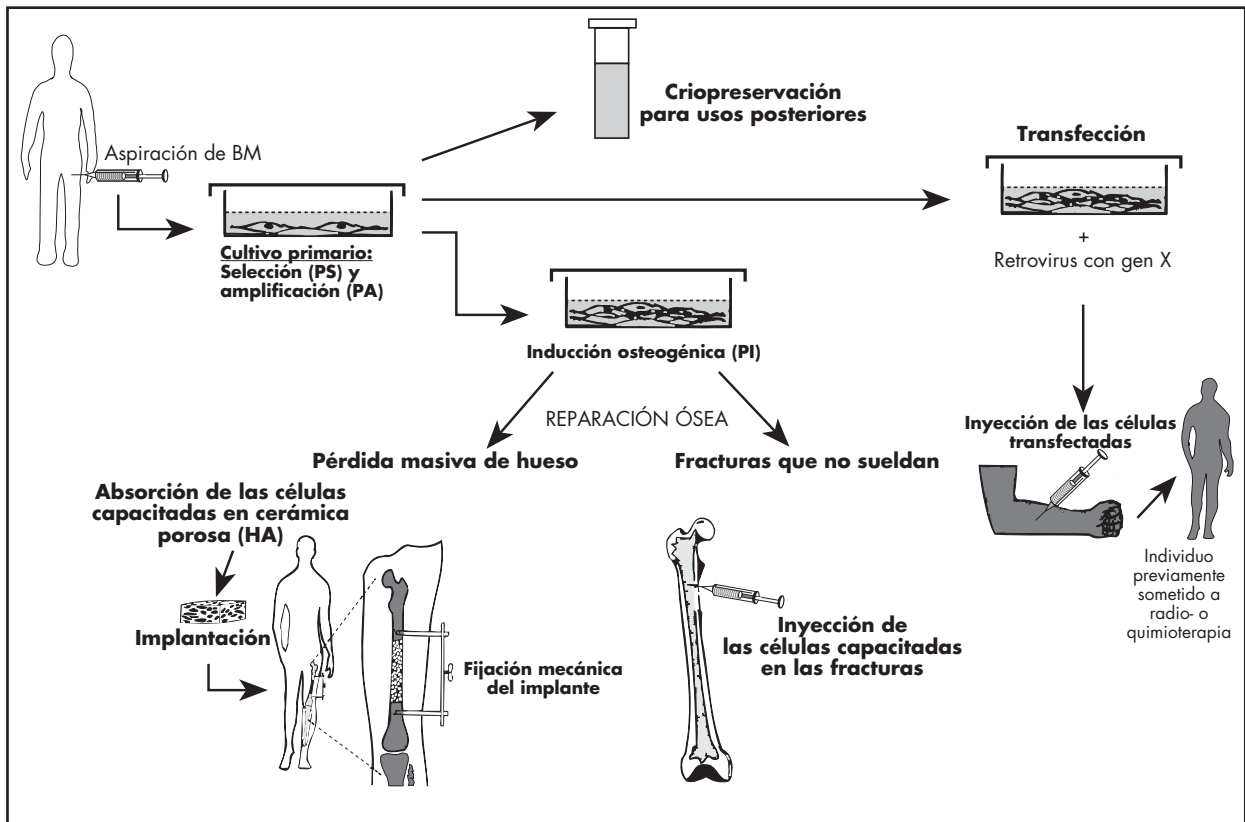 Aspiración de BM
Cultivo primario:
Selección (PS) y
amplificación (PA)
Criopreservación
para usos posteriores
Transfección
+
Retrovirus con gen X
Inducción osteogénica (PI)
REPARACIÓN ÓSEA
Pérdida masiva de hueso
Fracturas que no sueldan
Absorción de las células
capacitadas en cerámica
porosa (HA)
Implantación
Fijación mecánica
del implante
Inyección de
las células capacitadas
en las fracturas
Inyección de las células
transfectadas
Individuo
previamente
sometido a
radio- o
quimioterapia